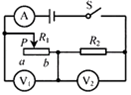 A S
P R₁
a b R₂
V₁ V₂